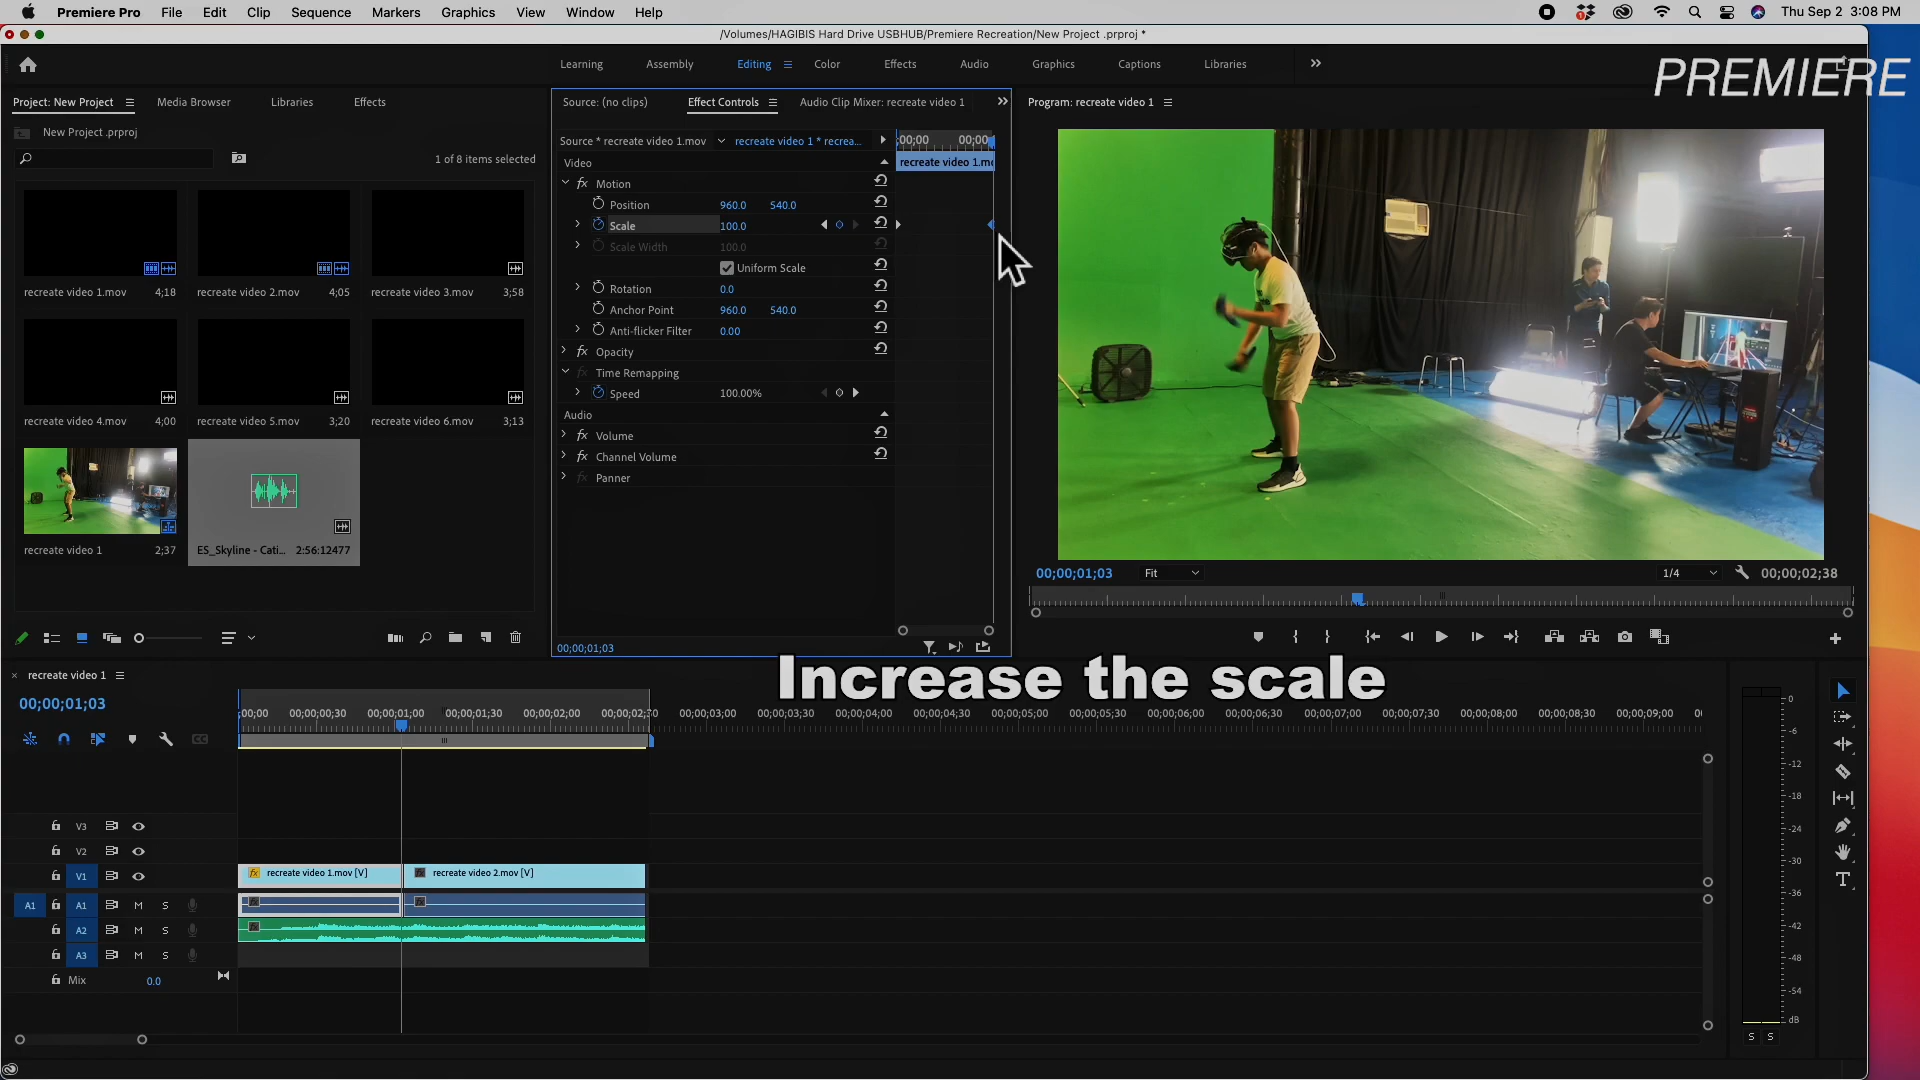 Premiere Pro File Edit Clip Sequence Markers Graphics View Window Help Thu Sep 2 3:08 PM
/Volumes/HAGIBIS Hard Drive USBHUB/Premiere Recreation/New Project .prproj *
Learning Assembly Editing Color Effects Audio Graphics Captions Libraries
PREMIERE
Project: New Project Media Browser Libraries Effects
New Project .prproj
1 of 8 items selected
recreate video 1.mov 4;18
recreate video 2.mov 4;05
recreate video 3.mov 3;58
recreate video 4.mov 4;00
recreate video 5.mov 3;20
recreate video 6.mov 3;13
recreate video 1 2;37
ES_Skyline - Cati... 2:56:12477
Source: (no clips) Effect Controls Audio Clip Mixer: recreate video 1
Source * recreate video 1.mov recreate video 1 * recrea...
;00;00 00;00
Video recreate video 1.mo
fx Motion
Position 960.0 540.0
Scale 100.0
Scale Width 100.0
Uniform Scale
Rotation 0.0
Anchor Point 960.0 540.0
Anti-flicker Filter 0.00
fx Opacity
fx Time Remapping
Speed 100.00%
Audio
fx Volume
fx Channel Volume
fx Panner
00;00;01;03
Program: recreate video 1
00;00;01;03 Fit 1/4 00;00;02;38
Increase the scale
recreate video 1
00;00;01;03
;00;00 00;00;00;30 00;00;01;00 00;00;01;30 00;00;02;00 00;00;02;30 00;00;03;00 00;00;03;30 00;00;04;00 00;00;04;30 00;00;05;00 00;00;05;30 00;00;06;00 00;00;06;30 00;00;07;00 00;00;07;30 00;00;08;00 00;00;08;30 00;00;09;00
V3
V2
V1 fx recreate video 1.mov [V] recreate video 2.mov [V]
A1 A1 M S
A2 M S
A3 M S
Mix 0.0
0
-6
-12
-18
-24
-30
-36
-42
-48
-54
dB
S S